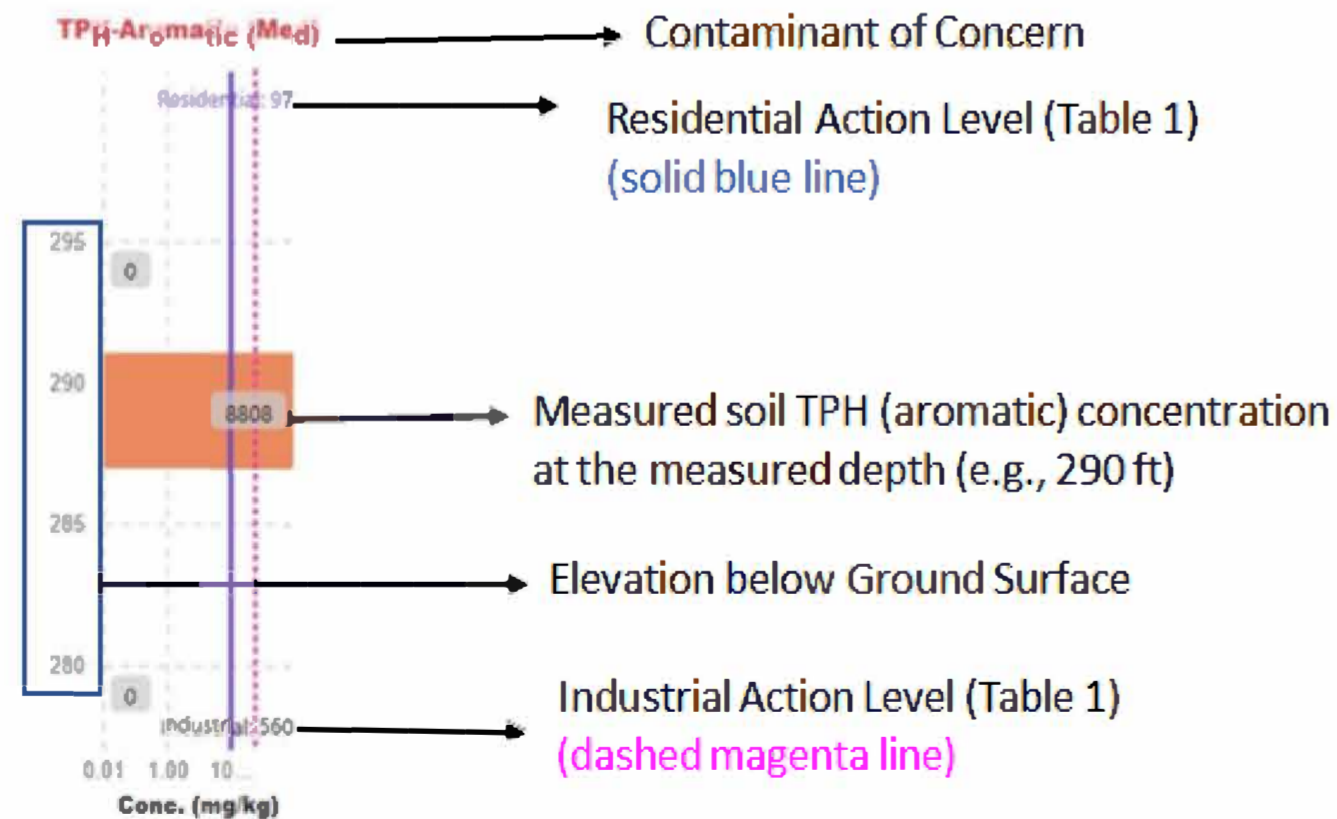 TPH-Aromatic (Med)
Contaminant of Concern
Residential: 97
Residential Action Level (Table 1)
(solid blue line)
295
0
290
8808
Measured soil TPH (aromatic) concentration
at the measured depth (e.g., 290 ft)
285
Elevation below Ground Surface
280
0
Industrial Action Level (Table 1)
Industrial: 560
(dashed magenta line)
0.01 1.00 10...
Conc. (mg/kg)